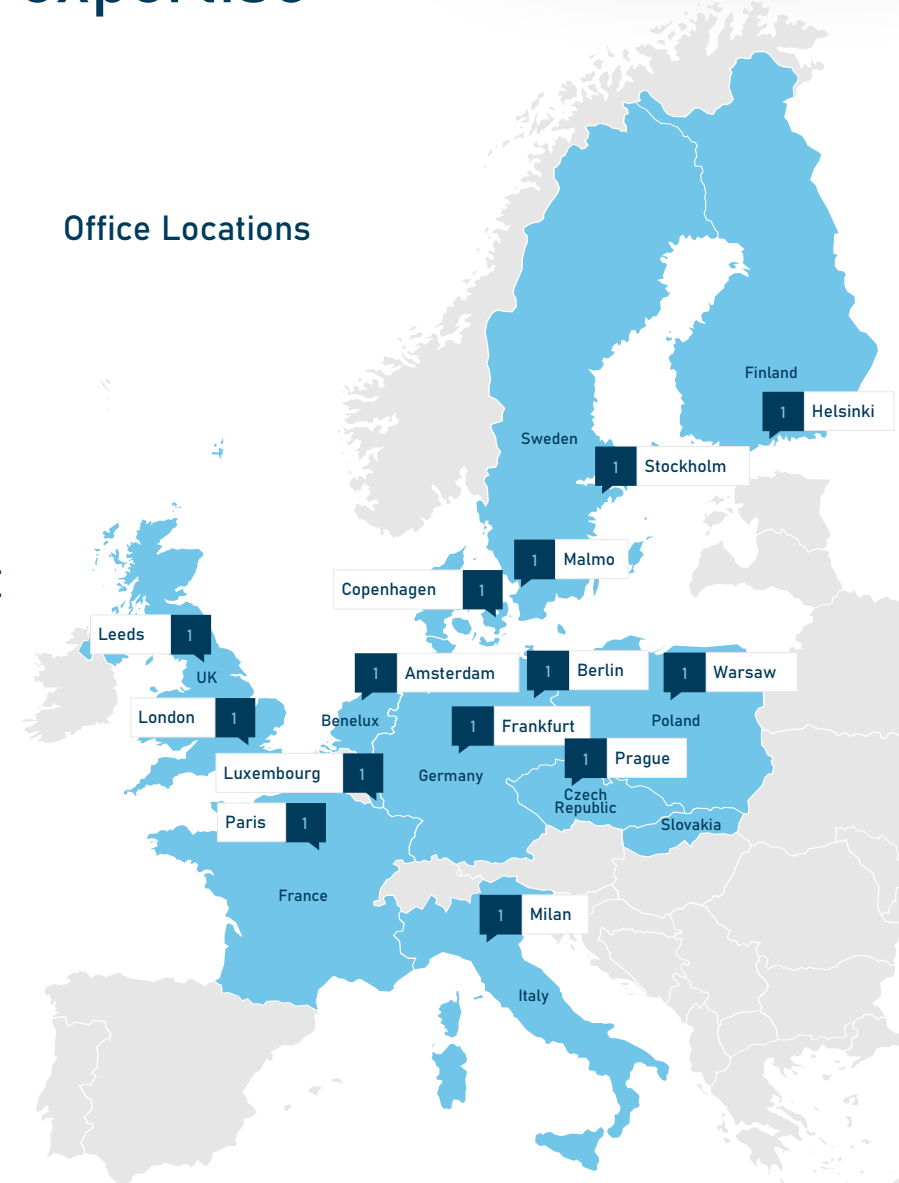 expertise
Office Locations
Finland
1 Helsinki
Sweden
1 Stockholm
1 Malmo
Copenhagen 1
Leeds 1
UK
1 Amsterdam
1 Berlin
1 Warsaw
London 1
Benelux
1 Frankfurt
Poland
Luxembourg 1
Germany
1 Prague
Czech
Republic
Slovakia
Paris 1
France
1 Milan
Italy